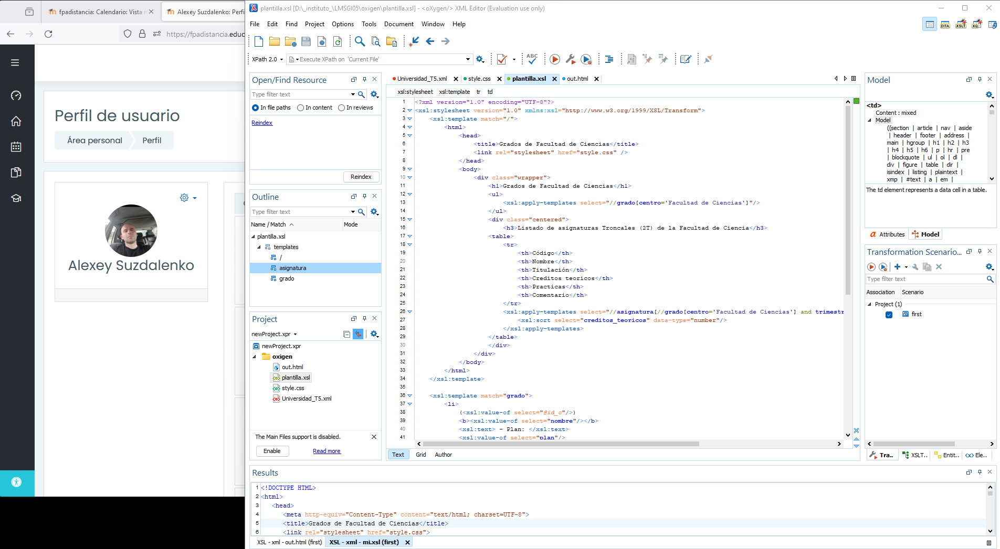 fpadistancia: Calendario: Vista
Alexey Suzdalenko: Perfi
https://fpadistancia.educ
Perfil de usuario
Área personal
Perfil
Alexey Suzdalenko
plantilla.xsl [D:\_instituto_\LMSGI05\oxigen\plantilla.xsl] - <oXygen/> XML Editor (Evaluation use only)
File Edit Find Project Options Tools Document Window Help
DITA XSLT XQ
XPath 2.0 Execute XPath on 'Current File'
ABC
Open/Find Resource
Type filter text
In file paths In content In reviews
Reindex
Reindex
Outline
Type filter text
Name / Match Mode
plantilla.xsl
templates
/
asignatura
grado
Project
newProject.xpr
newProject.xpr
oxigen
out.html
plantilla.xsl
style.css
Universidad_T5.xml
The Main Files support is disabled.
Enable Read more
Universidad_T5.xml style.css plantilla.xsl out.html
xsl:stylesheet xsl:template tr td
1 <?xml version="1.0" encoding="UTF-8"?>
2 <xsl:stylesheet version="1.0" xmlns:xsl="http://www.w3.org/1999/XSL/Transform">
3 <xsl:template match="/">
4 <html>
5 <head>
6 <title>Grados de Facultad de Ciencias</title>
7 <link rel="stylesheet" href="style.css" />
8 </head>
9 <body>
10 <div class="wrapper">
11 <h1>Grados de Facultad de Ciencias</h1>
12 <ul>
13 <xsl:apply-templates select="//grado[centro='Facultad de Ciencias']"/>
14 </ul>
15 <div class="centered">
16 <h3>Listado de asignaturas Troncales (2T) de la Facultad de Ciencia</h3>
17 <table>
18 <tr>
19 <th>Código</th>
20 <th>Nombre</th>
21 <th>Titulación</th>
22 <th>Creditos teoricos</th>
23 <th>Practicas</th>
24 <th>Comentario</th>
25 </tr>
26 <xsl:apply-templates select="//asignatura[//grado[centro='Facultad de Ciencias'] and trimestr
27 <xsl:sort select="creditos_teoricos" data-type="number"/>
28 </xsl:apply-templates>
29 </table>
30 </div>
31 </div>
32 </body>
33 </html>
34 </xsl:template>
35
36 <xsl:template match="grado">
37 <li>
38 (<xsl:value-of select="@id_c"/>)
39 <b><xsl:value-of select="nombre"/></b>
40 <xsl:text> - Plan: </xsl:text>
41 <xsl:value-of select="plan"/>
Text Grid Author
Model
<td>
Content : mixed
Model
((section | article | nav | aside
| header | footer | address |
main | hgroup | h1 | h2 | h3
| h4 | h5 | h6 | p | hr | pre
| blockquote | ul | ol | dl |
div | figure | table | dir |
isindex | listing | plaintext |
xmp | #text | a | em |
The td element represents a data cell in a table.
a Attributes Model
Transformation Scenario...
Type filter text
Association Scenario
Project (1)
first
Tra.. XSLT.. Entit.. <x> Ele..
Results
1 <!DOCTYPE HTML>
2 <html>
3 <head>
4 <meta http-equiv="Content-Type" content="text/html; charset=UTF-8">
5 <title>Grados de Facultad de Ciencias</title>
6 <link rel="stylesheet" href="style.css">
XSL - xml - out.html (first) XSL - xml - mi.xsl (first)